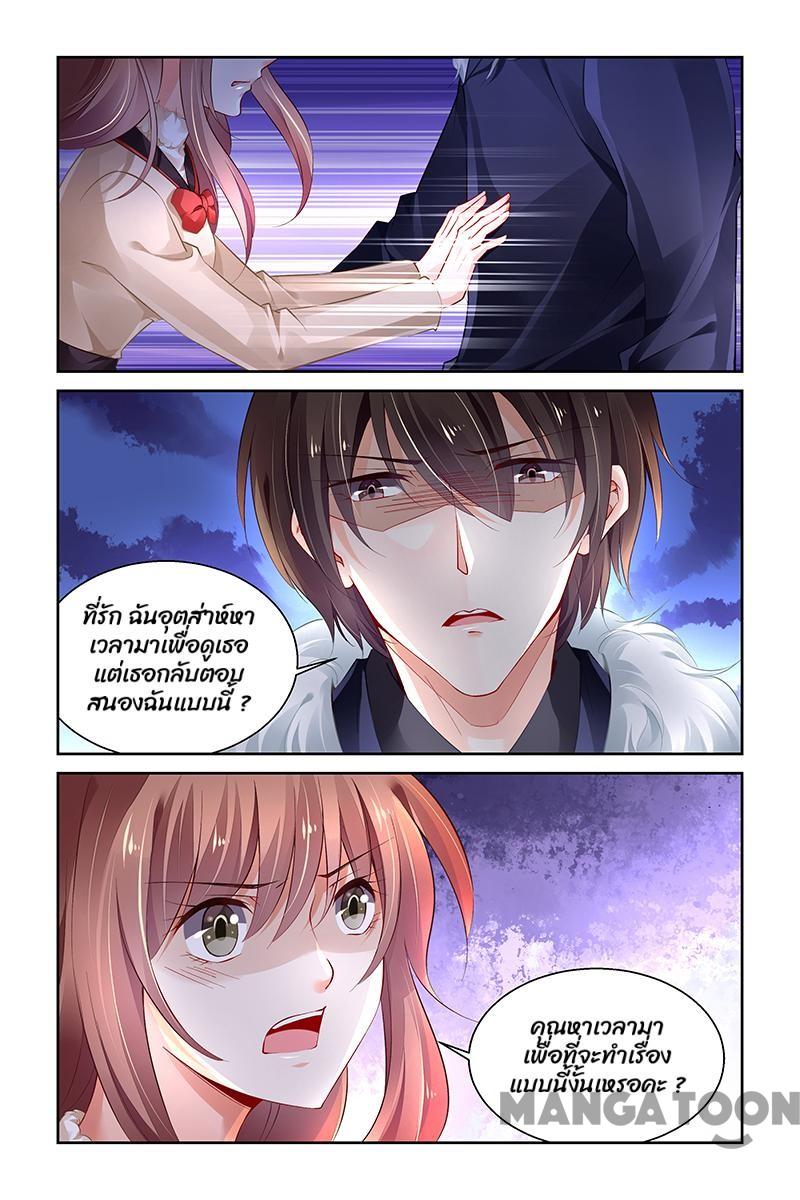 ที่รัก ฉันอุตส่าห์หา
เวลามาเพื่อดูเธอ
แต่เธอกลับตอบ
สนองฉันแบบนี้ ?
คุณหาเวลามา
เพื่อที่จะทำเรื่อง
แบบนี้งั้นเหรอคะ ?
MANGATOON